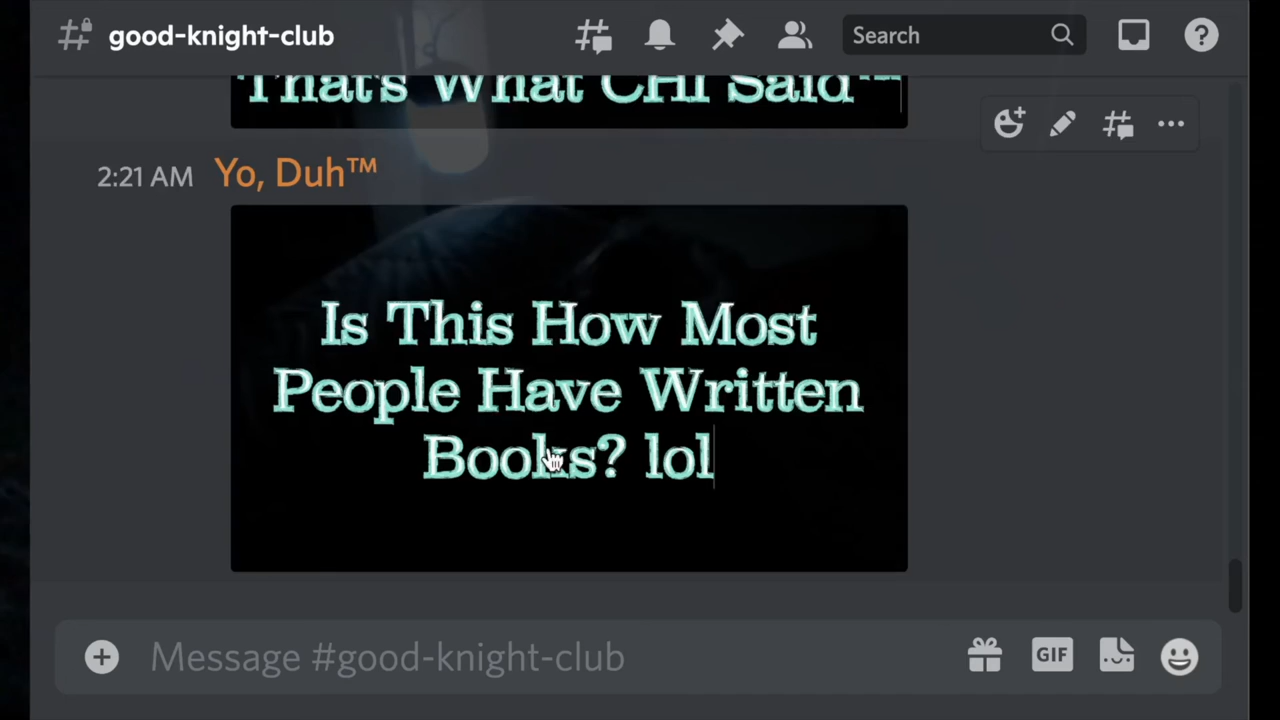 good-knight-club
Search
That's What CHI Said™
2:21 AM Yo, Duh™
Is This How Most
People Have Written
Books? lol
Message #good-knight-club
GIF